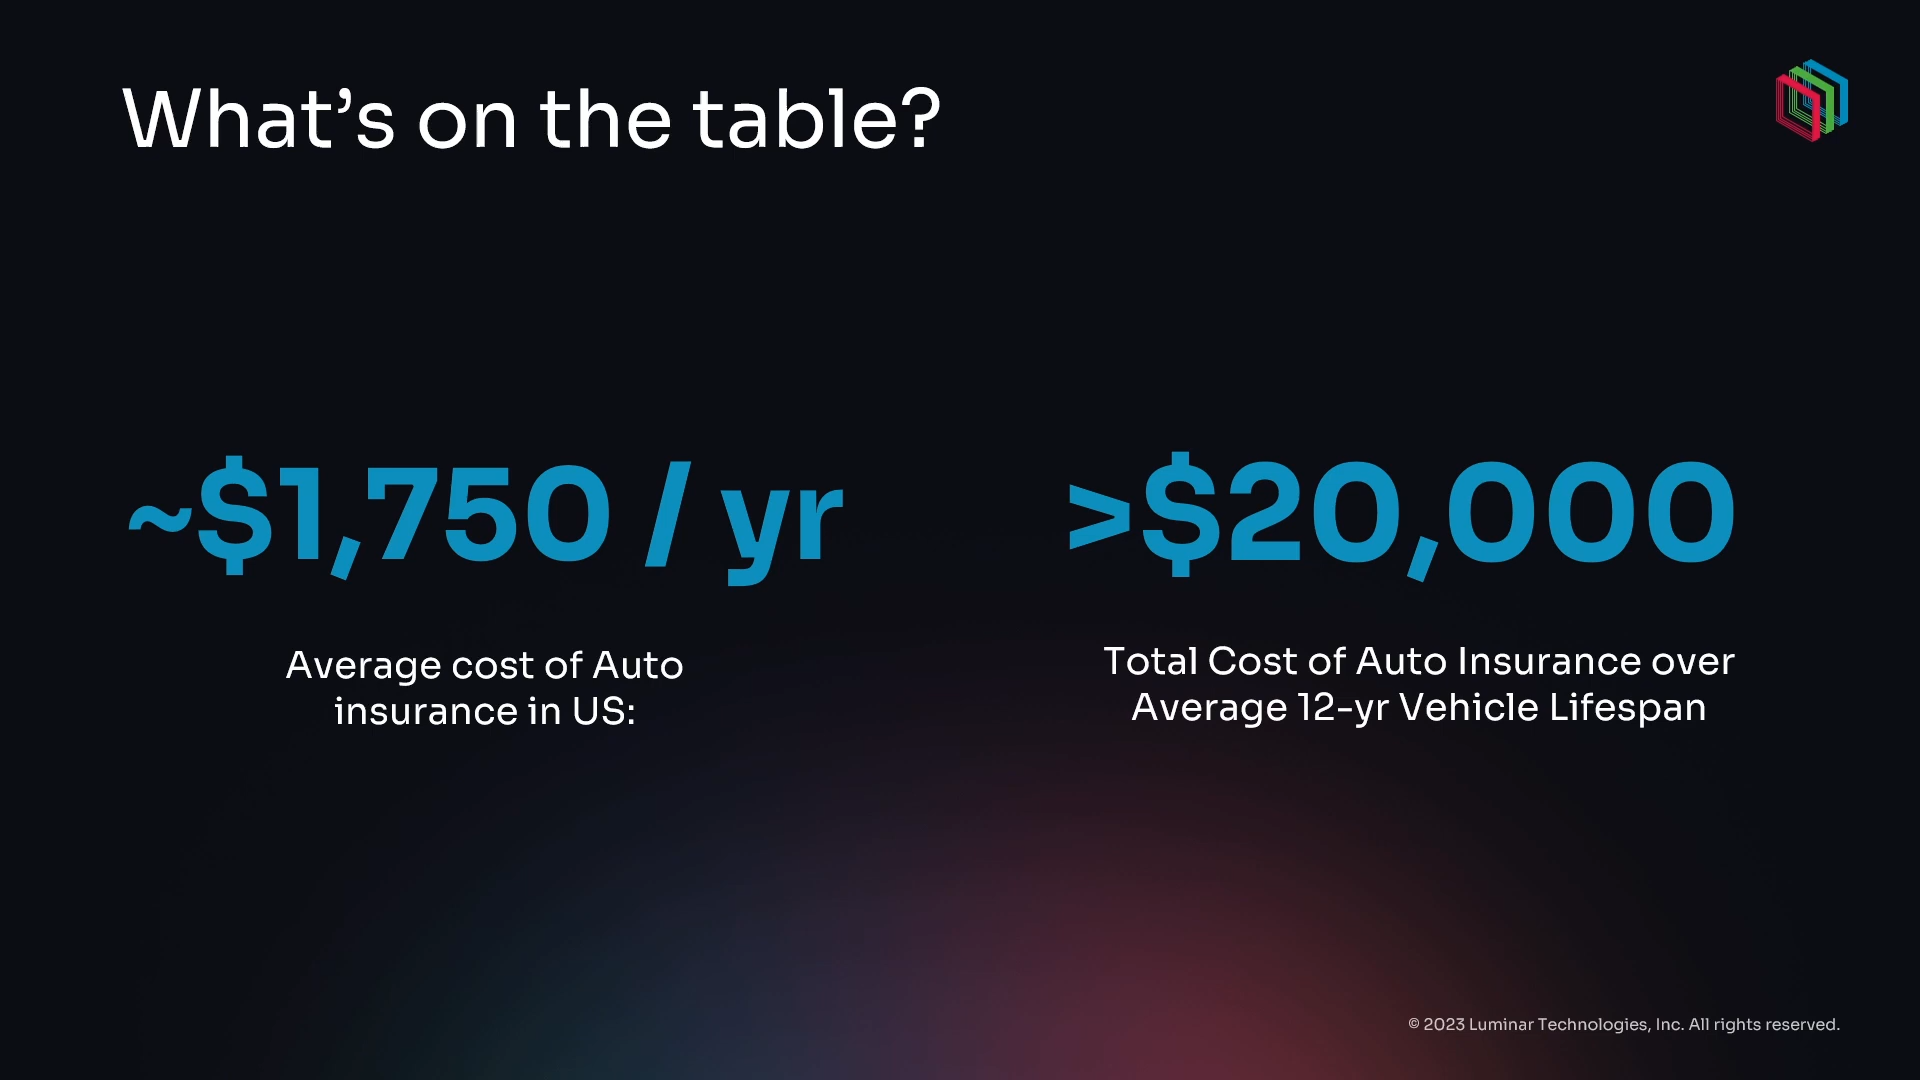 What’s on the table?
~$1,750 / yr
Average cost of Auto
insurance in US:
>$20,000
Total Cost of Auto Insurance over
Average 12-yr Vehicle Lifespan
© 2023 Luminar Technologies, Inc. All rights reserved.